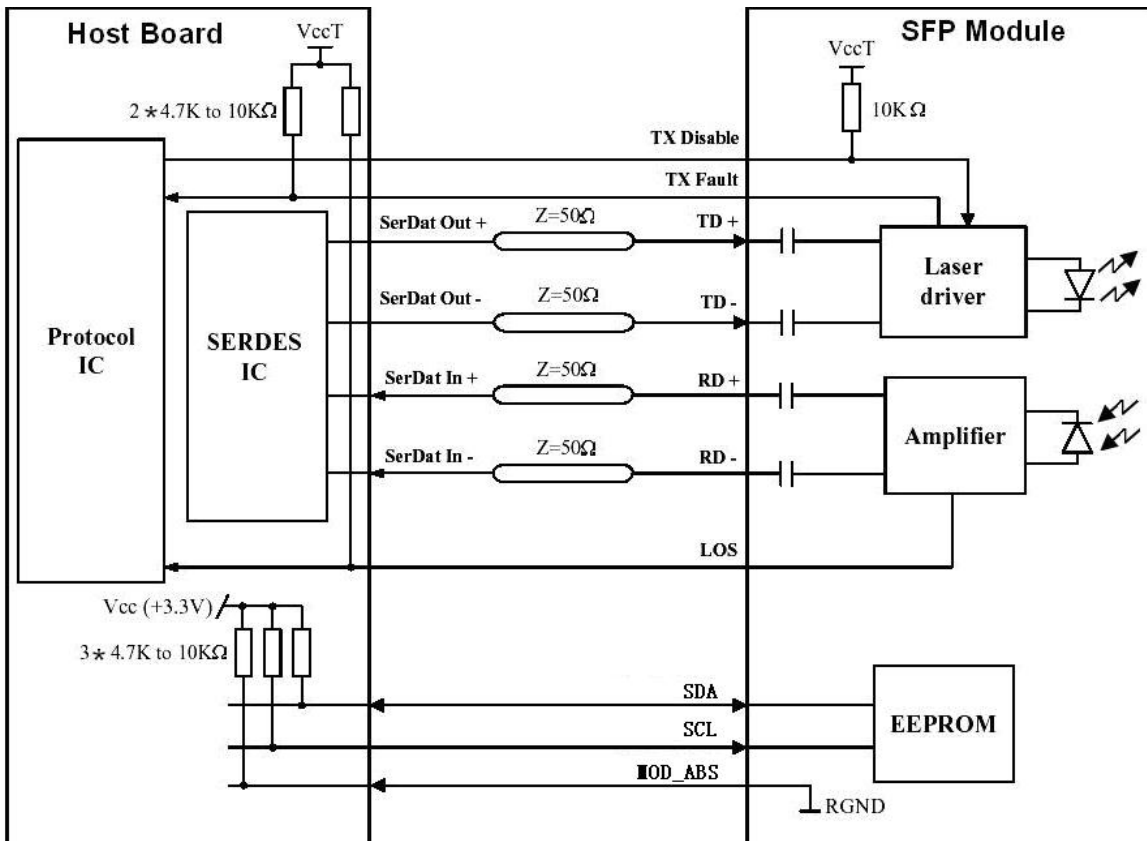 Host Board
SFP Module
VccT
VccT
2*4.7K to 10KΩ
10KΩ
TX Disable
TX Fault
SerDat Out +
Z=50Ω
TD +
SerDat Out -
Z=50Ω
TD -
Laser
driver
Protocol
IC
SERDES
IC
SerDat In +
Z=50Ω
RD +
SerDat In -
Z=50Ω
RD -
Amplifier
LOS
Vcc (+3.3V)
3*4.7K to 10KΩ
SDA
SCL
MOD_ABS
EEPROM
RGND